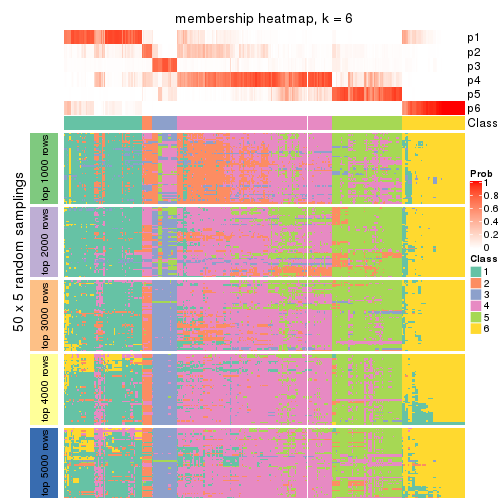 membership heatmap, k = 6
p1
p2
p3
p4
p5
p6
Class
50 x 5 random samplings
top 1000 rows
top 2000 rows
top 3000 rows
top 4000 rows
top 5000 rows
Prob
1
0.8
0.6
0.4
0.2
0
Class
1
2
3
4
5
6